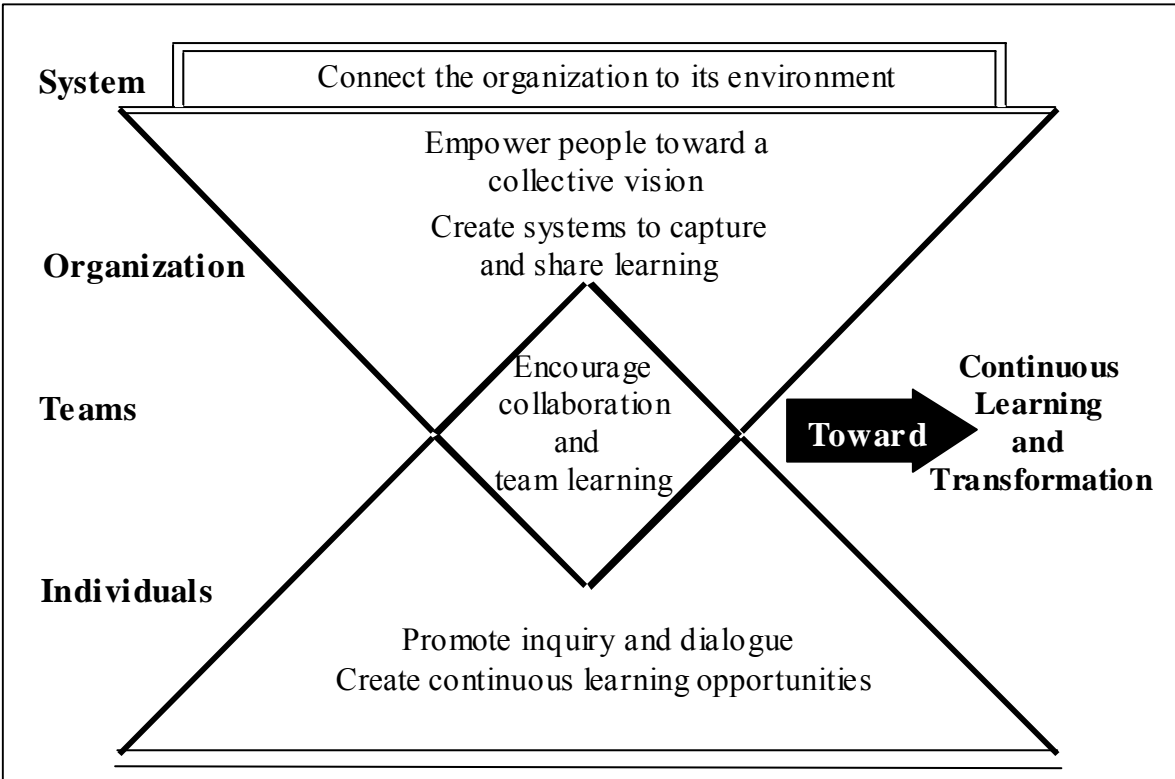 System
Connect the organization to its environment
Empower people toward a
collective vision
Create systems to capture
and share learning
Organization
Encourage
collaboration
and
team learning
Teams
Toward
Continuous
Learning
and
Transformation
Individuals
Promote inquiry and dialogue
Create continuous learning opportunities